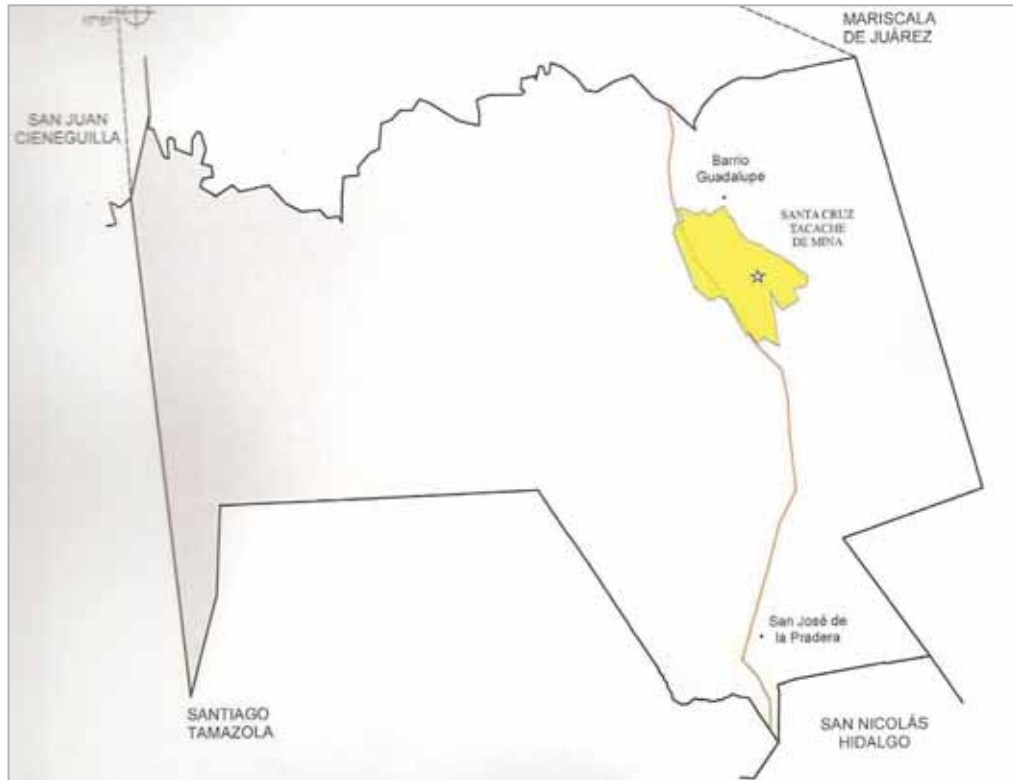 MARISCALA
DE JUÁREZ
SAN JUAN
CIENEGUILLA
Barrio
Guadalupe
SANTA CRUZ
TACACHE
DE MINA
San José de
la Pradera
SANTIAGO
TAMAZOLA
SAN NICOLÁS
HIDALGO